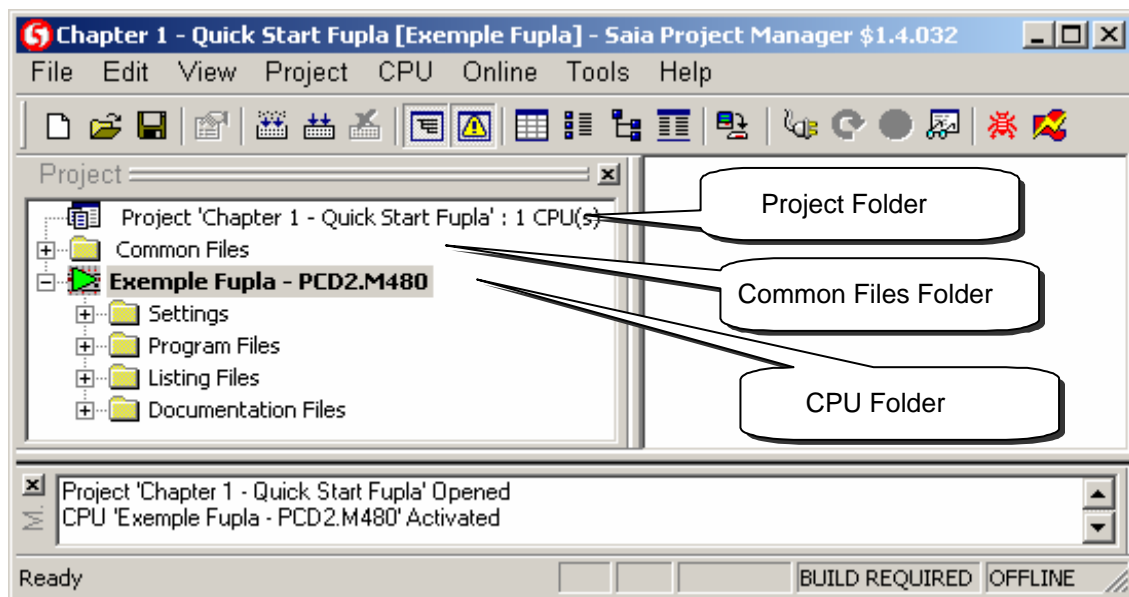 Chapter 1 - Quick Start Fupla [Exemple Fupla] - Saia Project Manager $1.4.032
File Edit View Project CPU Online Tools Help
Project
Project 'Chapter 1 - Quick Start Fupla' : 1 CPU(s)
Project Folder
Common Files
Exemple Fupla - PCD2.M480
Common Files Folder
Settings
Program Files
Listing Files
CPU Folder
Documentation Files
Project 'Chapter 1 - Quick Start Fupla' Opened
M.
CPU 'Exemple Fupla - PCD2.M480' Activated
Ready BUILD REQUIRED OFFLINE